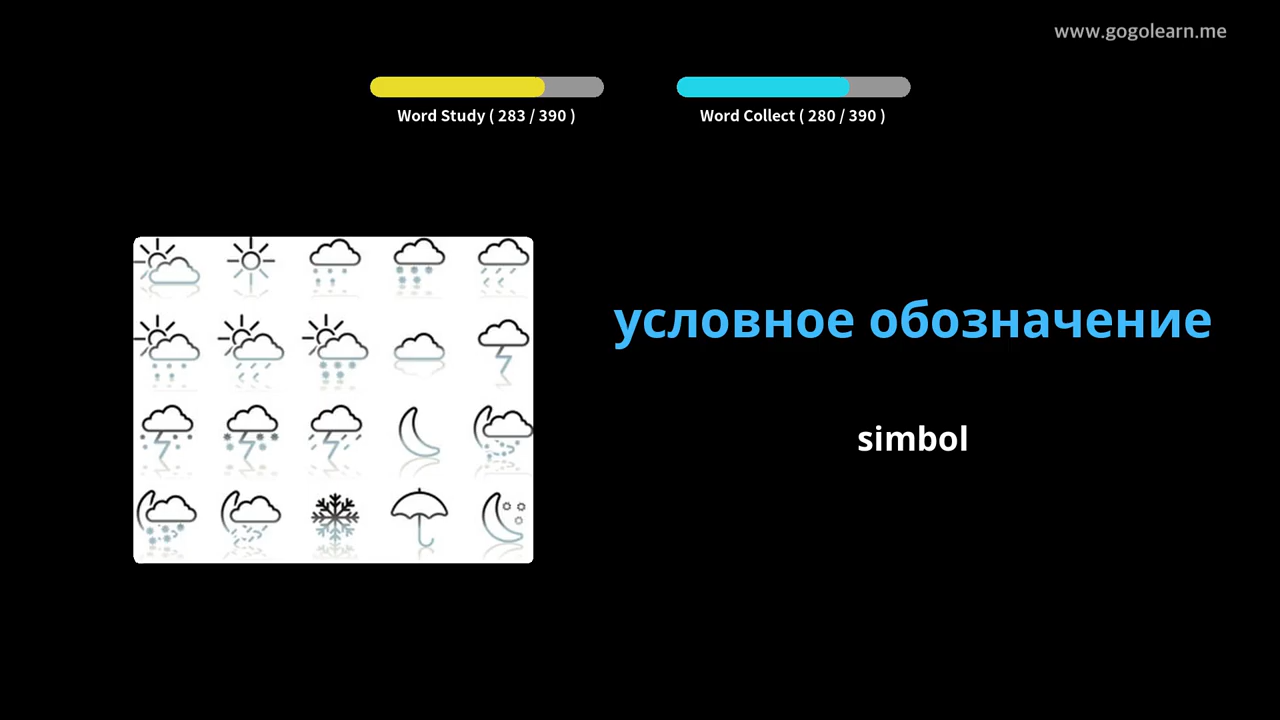 www.gogolearn.me
Word Study ( 283 / 390 )
Word Collect ( 280 / 390 )
условное обозначение
simbol